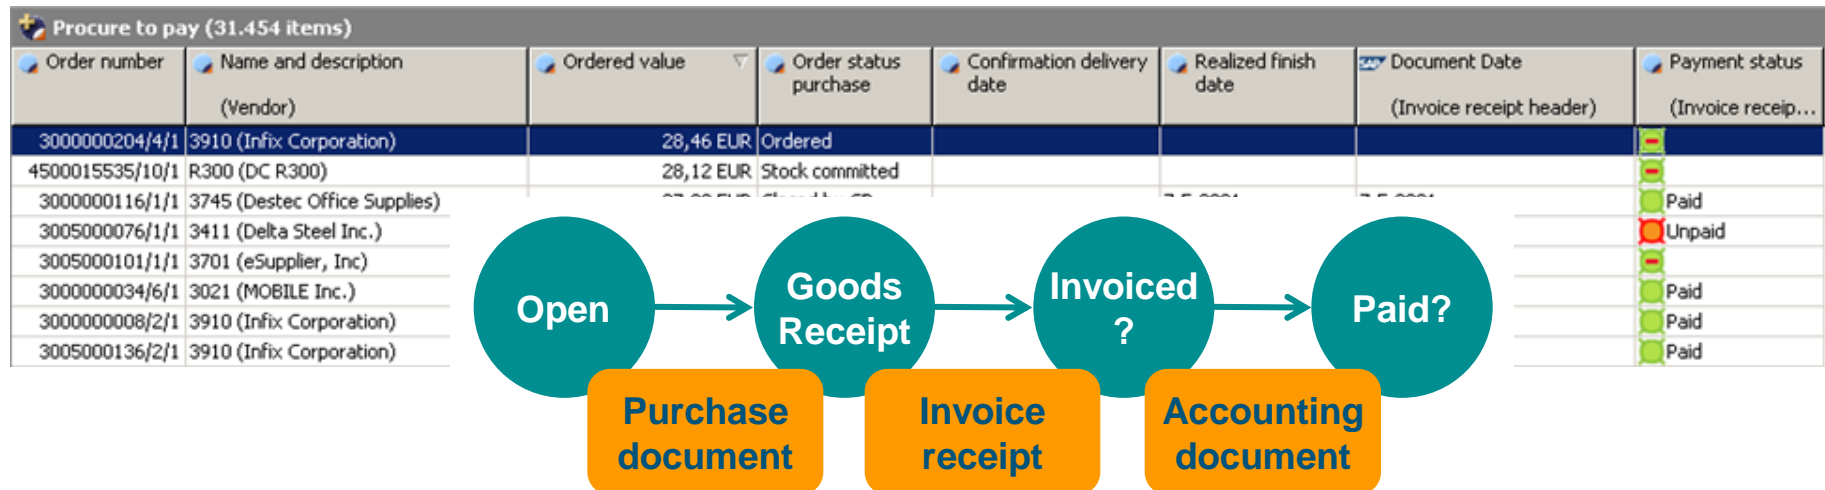 Procure to pay (31.454 items)
Order number Name and description Ordered value Order status Confirmation delivery Realized finish Document Date Payment status
purchase date date
(Vendor) (Invoice receipt header) (Invoice receip...
3000000204/4/1 3910 (Infix Corporation) 28,46 EUR Ordered
4500015535/10/1 R300 (DC R300) 28,12 EUR Stock committed
3000000116/1/1 3745 (Destec Office Supplies) Paid
3005000076/1/1 3411 (Delta Steel Inc.) Unpaid
3005000101/1/1 3701 (eSupplier, Inc)
3000000034/6/1 3021 (MOBILE Inc.) Paid
3000000008/2/1 3910 (Infix Corporation) Paid
3005000136/2/1 3910 (Infix Corporation) Paid
Open
Goods
Receipt
Invoiced
?
Paid?
Purchase
document
Invoice
receipt
Accounting
document